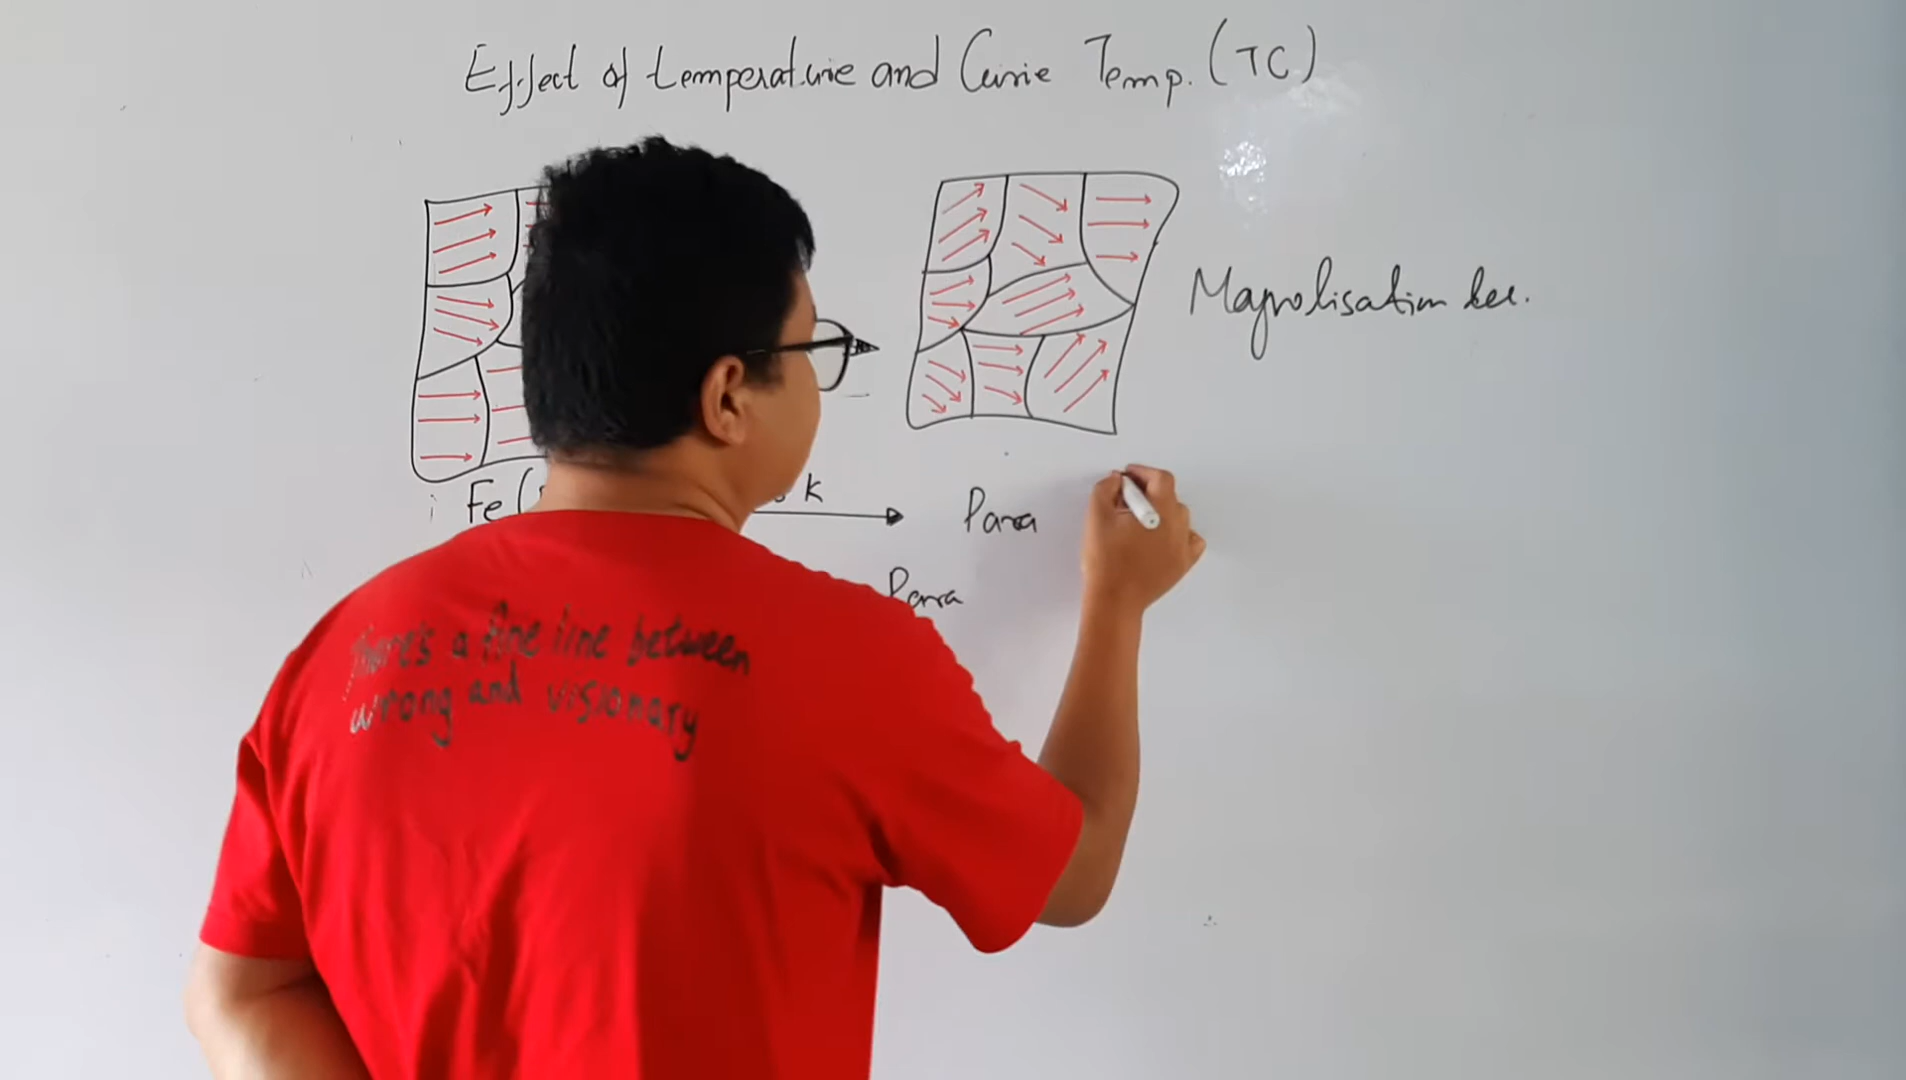 Effect of temperature and Curie Temp. (TC)
Magnetisation dec.
Fe (
K
Para
Para
There's a fine line between
wrong and visionary